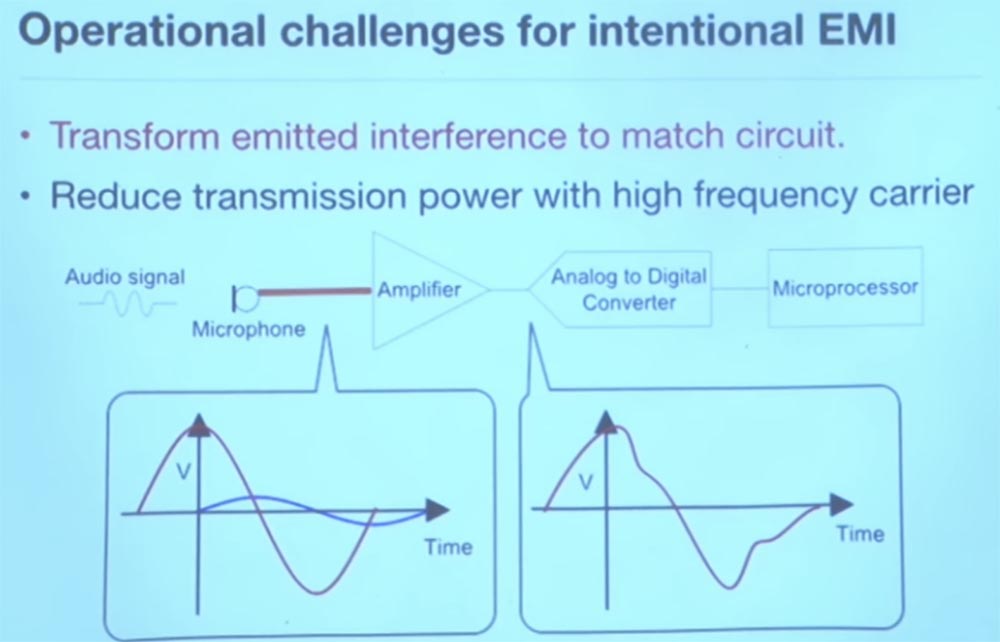 Operational challenges for intentional EMI
• Transform emitted interference to match circuit.
• Reduce transmission power with high frequency carrier
Audio signal
Microphone
Amplifier
Analog to Digital
Converter
Microprocessor
V
Time
V
Time